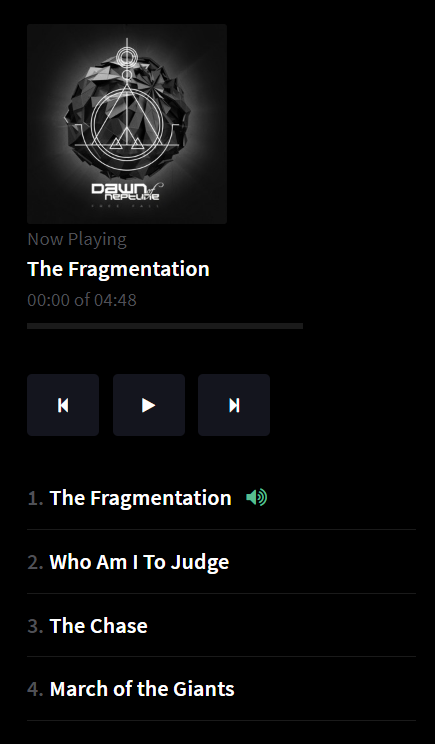 Dawn of
Neptune
Now Playing
The Fragmentation
00:00 of 04:48
1. The Fragmentation
2. Who Am I To Judge
3. The Chase
4. March of the Giants